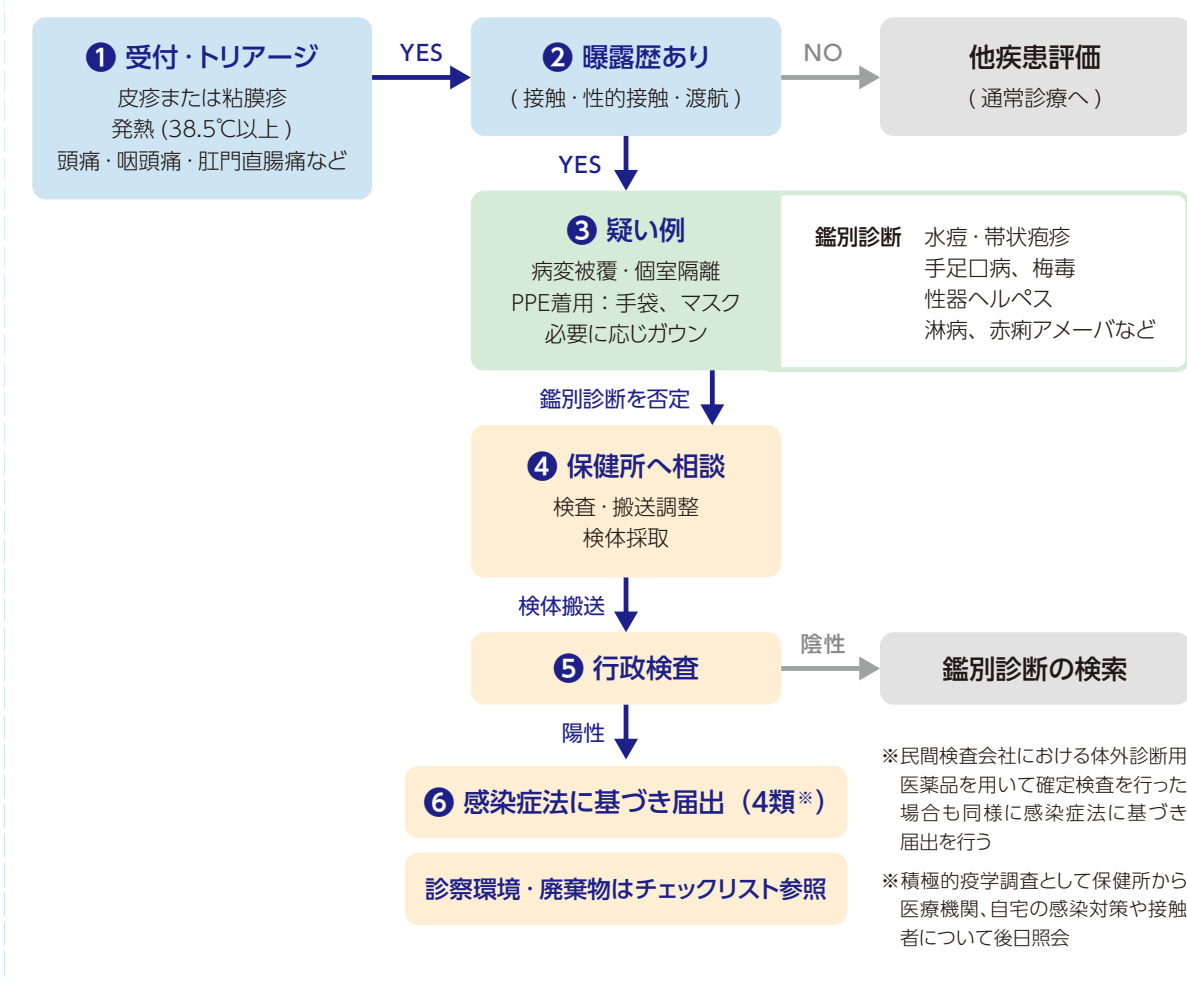 ❶ 受付・トリアージ
皮疹または粘膜疹
発熱 (38.5℃以上 )
頭痛・咽頭痛・肛門直腸痛など
YES
❷ 曝露歴あり
( 接触・性的接触・渡航 )
NO
他疾患評価
( 通常診療へ )
YES
❸ 疑い例
病変被覆・個室隔離
PPE着用：手袋、マスク
必要に応じガウン
鑑別診断 水痘・帯状疱疹
手足口病、梅毒
性器ヘルペス
淋病、赤痢アメーバなど
鑑別診断を否定
❹ 保健所へ相談
検査・搬送調整
検体採取
検体搬送
❺ 行政検査
陰性
鑑別診断の検索
陽性
❻ 感染症法に基づき届出（4類※）
診察環境・廃棄物はチェックリスト参照
※民間検査会社における体外診断用
医薬品を用いて確定検査を行った
場合も同様に感染症法に基づき
届出を行う
※積極的疫学調査として保健所から
医療機関、自宅の感染対策や接触
者について後日照会